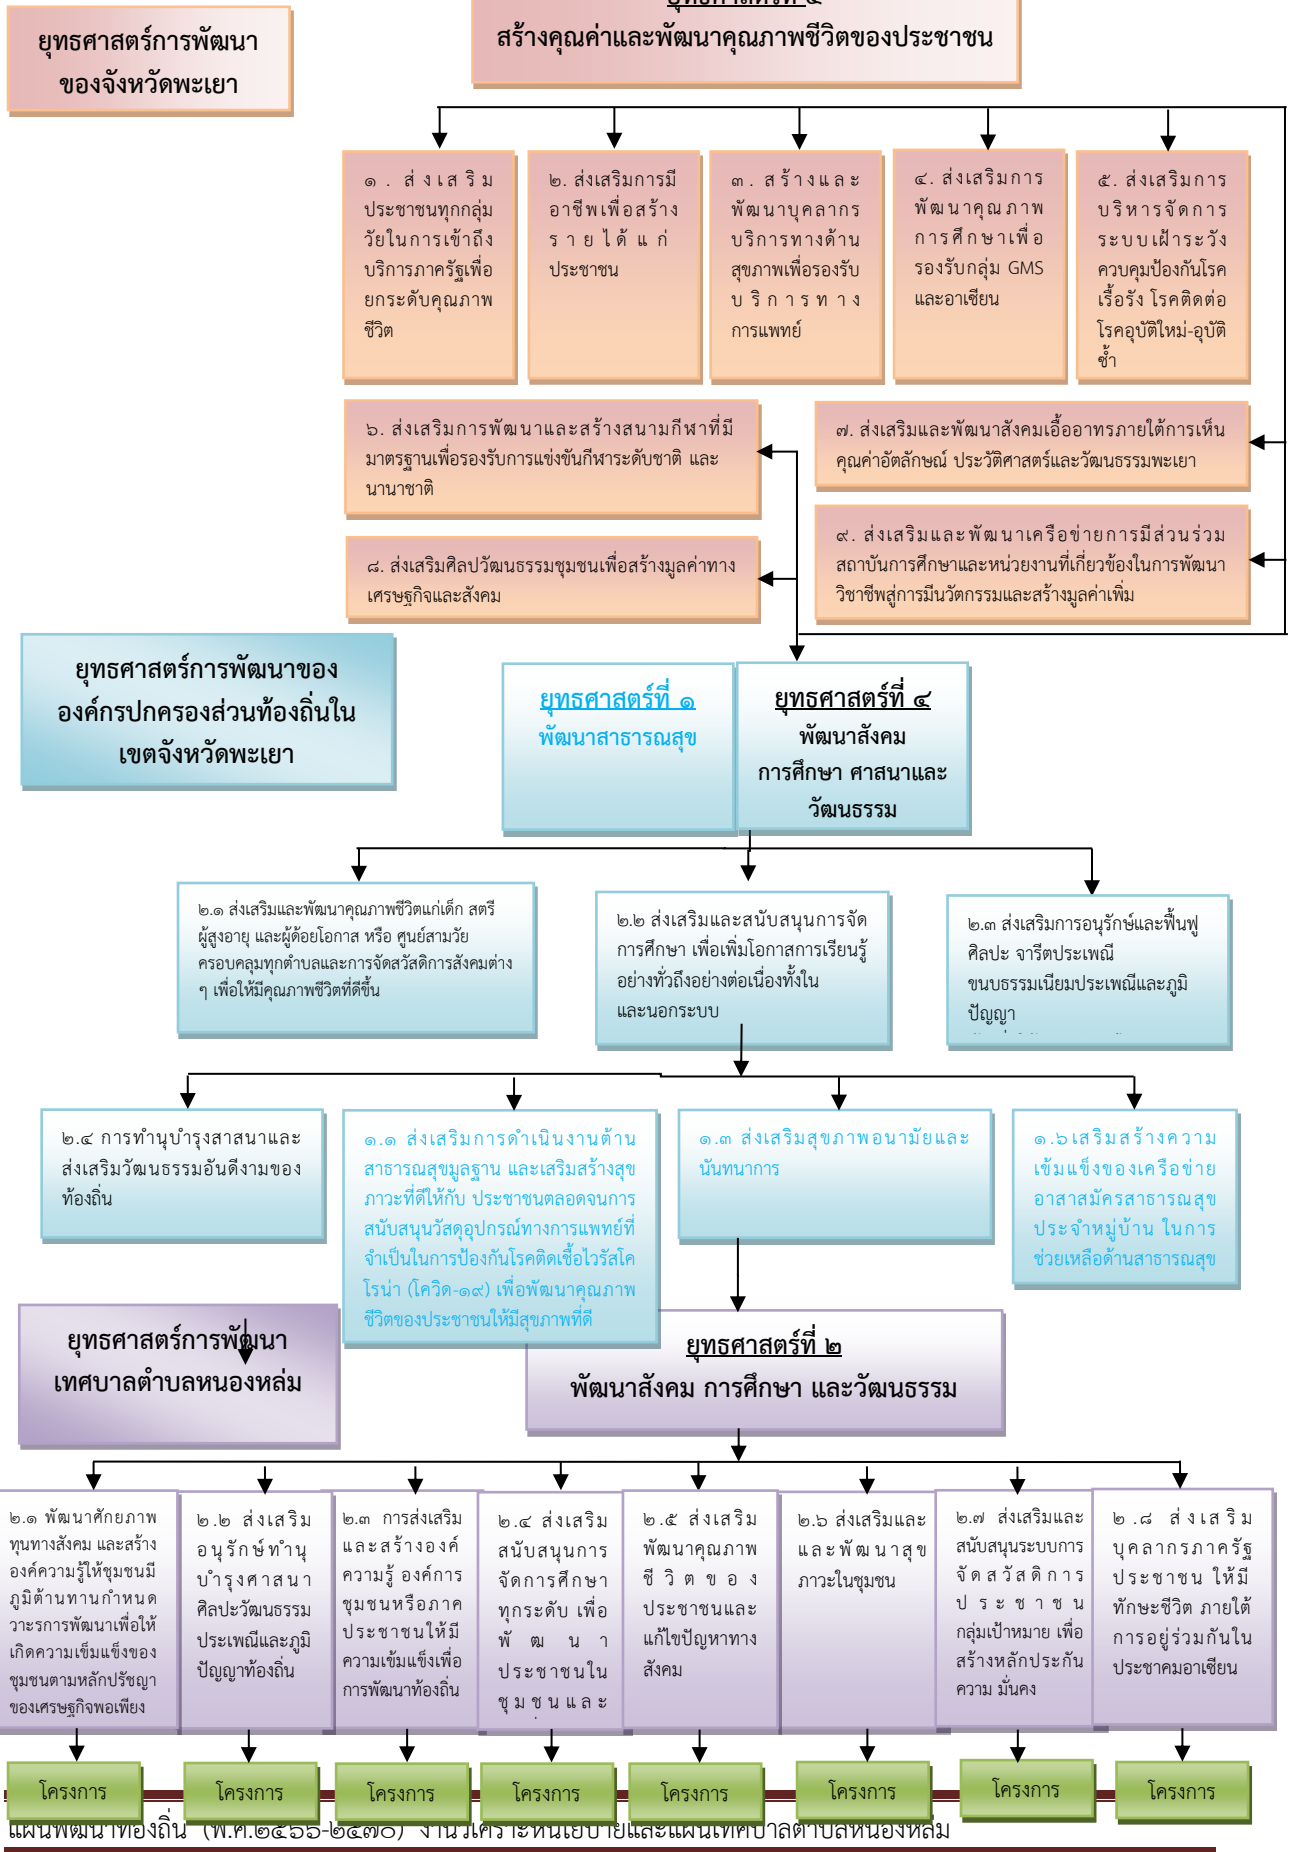 ยุทธศาสตร์การพัฒนา
ของจังหวัดพะเยา
ยุทธศาสตร์ที่ ๔
สร้างคุณค่าและพัฒนาคุณภาพชีวิตของประชาชน
๑. ส่งเสริม
ประชาชนทุกกลุ่ม
วัยในการเข้าถึง
บริการภาครัฐเพื่อ
ยกระดับคุณภาพ
ชีวิต
๒. ส่งเสริมการมี
อาชีพเพื่อสร้าง
รายได้แก่
ประชาชน
๓. สร้างและ
พัฒนาบุคลากร
บริการทางด้าน
สุขภาพเพื่อรองรับ
บริการทาง
การแพทย์
๔. ส่งเสริมการ
พัฒนาคุณภาพ
การศึกษาเพื่อ
รองรับกลุ่ม GMS
และอาเซียน
๕. ส่งเสริมการ
บริหารจัดการ
ระบบเฝ้าระวัง
ควบคุมป้องกันโรค
เรื้อรัง โรคติดต่อ
โรคอุบัติใหม่-อุบัติ
ซ้ำ
๖. ส่งเสริมการพัฒนาและสร้างสนามกีฬาที่มี
มาตรฐานเพื่อรองรับการแข่งขันกีฬาระดับชาติ และ
นานาชาติ
๗. ส่งเสริมและพัฒนาสังคมเอื้ออาทรภายใต้การเห็น
คุณค่าอัตลักษณ์ ประวัติศาสตร์และวัฒนธรรมพะเยา
๘. ส่งเสริมศิลปวัฒนธรรมชุมชนเพื่อสร้างมูลค่าทาง
เศรษฐกิจและสังคม
๙. ส่งเสริมและพัฒนาเครือข่ายการมีส่วนร่วม
สถาบันการศึกษาและหน่วยงานที่เกี่ยวข้องในการพัฒนา
วิชาชีพสู่การมีนวัตกรรมและสร้างมูลค่าเพิ่ม
ยุทธศาสตร์การพัฒนาของ
องค์กรปกครองส่วนท้องถิ่นใน
เขตจังหวัดพะเยา
ยุทธศาสตร์ที่ ๑
พัฒนาสาธารณสุข
ยุทธศาสตร์ที่ ๔
พัฒนาสังคม
การศึกษา ศาสนาและ
วัฒนธรรม
๒.๑ ส่งเสริมและพัฒนาคุณภาพชีวิตแก่เด็ก สตรี
ผู้สูงอายุ และผู้ด้อยโอกาส หรือ ศูนย์สามวัย
ครอบคลุมทุกตำบลและการจัดสวัสดิการสังคมต่าง
ๆ เพื่อให้มีคุณภาพชีวิตที่ดีขึ้น
๒.๒ ส่งเสริมและสนับสนุนการจัด
การศึกษา เพื่อเพิ่มโอกาสการเรียนรู้
อย่างทั่วถึงอย่างต่อเนื่องทั้งใน
และนอกระบบ
๒.๓ ส่งเสริมการอนุรักษ์และฟื้นฟู
ศิลปะ จารีตประเพณี
ขนบธรรมเนียมประเพณีและภูมิ
ปัญญา
๒.๔ การทำนุบำรุงสาสนาและ
ส่งเสริมวัฒนธรรมอันดีงามของ
ท้องถิ่น
๑.๑ ส่งเสริมการดำเนินงานด้าน
สาธารณสุขมูลฐาน และเสริมสร้างสุข
ภาวะที่ดีให้กับ ประชาชนตลอดจนการ
สนับสนุนวัสดุอุปกรณ์ทางการแพทย์ที่
จำเป็นในการป้องกันโรคติดเชื้อไวรัสโค
โรน่า (โควิด-๑๙) เพื่อพัฒนาคุณภาพ
ชีวิตของประชาชนให้มีสุขภาพที่ดี
๑.๓ ส่งเสริมสุขภาพอนามัยและ
นันทนาการ
๑.๖ เสริมสร้างความ
เข้มแข็งของเครือข่าย
อาสาสมัครสาธารณสุข
ประจำหมู่บ้าน ในการ
ช่วยเหลือด้านสาธารณสุข
ยุทธศาสตร์การพัฒนา
เทศบาลตำบลหนองหล่ม
ยุทธศาสตร์ที่ ๒
พัฒนาสังคม การศึกษา และวัฒนธรรม
๒.๑ พัฒนาศักยภาพ
ทุนทางสังคม และสร้าง
องค์ความรู้ให้ชุมชนมี
ภูมิต้านทานกำหนด
วาระการพัฒนาเพื่อให้
เกิดความเข็มแข็งของ
ชุมชนตามหลักปรัชญา
ของเศรษฐกิจพอเพียง
๒.๒ ส่งเสริม
อนุรักษ์ทำนุ
บำรุงศาสนา
ศิลปะวัฒนธรรม
ประเพณีและภูมิ
ปัญญาท้องถิ่น
๒.๓ การส่งเสริม
และสร้างองค์
ความรู้ องค์การ
ชุมชนหรือภาค
ประชาชนให้มี
ความเข้มแข็งเพื่อ
การพัฒนาท้องถิ่น
๒.๔ ส่งเสริม
สนับสนุนการ
จัดการศึกษา
ทุกระดับ เพื่อ
พัฒนา
ประชาชนใน
ชุมชนและ
๒.๕ ส่งเสริม
พัฒนาคุณภาพ
ชีวิตของ
ประชาชนและ
แก้ไขปัญหาทาง
สังคม
๒.๖ ส่งเสริมและ
และพัฒนาสุข
ภาวะในชุมชน
๒.๗ ส่งเสริมและ
สนับสนุนระบบการ
จัดสวัสดิการ
ประชาชน
กลุ่มเป้าหมาย เพื่อ
สร้างหลักประกัน
ความ มั่นคง
๒.๘ ส่งเสริม
บุคลากรภาครัฐ
ประชาชน ให้มี
ทักษะชีวิต ภายใต้
การอยู่ร่วมกันใน
ประชาคมอาเซียน
โครงการ
โครงการ
โครงการ
โครงการ
โครงการ
โครงการ
โครงการ
โครงการ
แผนพัฒนาท้องถิ่น (พ.ศ.๒๕๖๖-๒๕๗๐) งานวิเคราะห์นโยบายและแผนเทศบาลตำบลหนองหล่ม